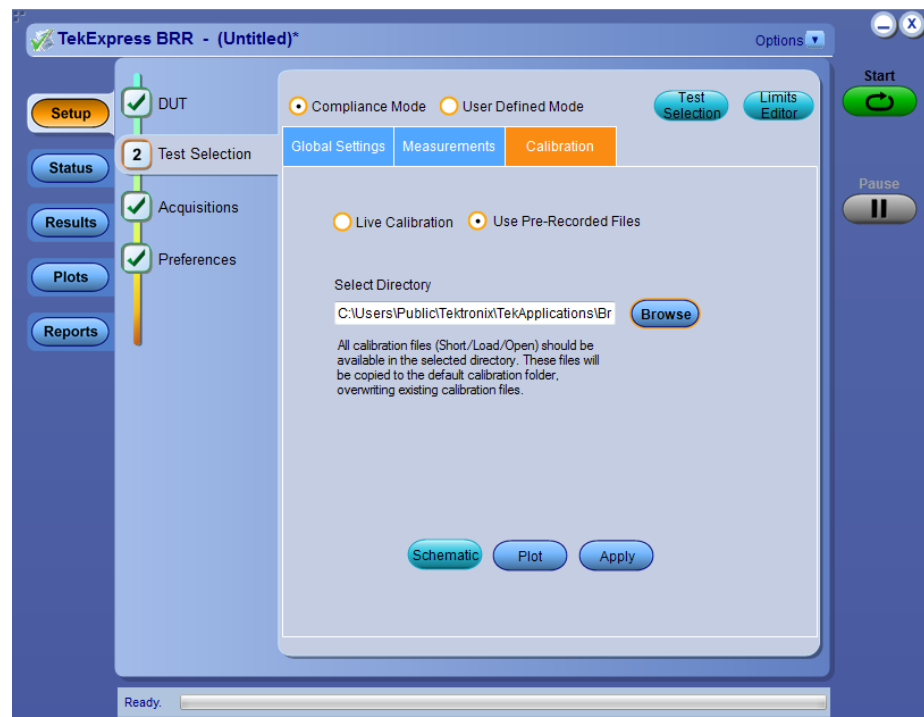 TekExpress BRR - (Untitled)*
Options
x
Start
Pause
Setup
Status
Results
Plots
Reports
DUT
2 Test Selection
Acquisitions
Preferences
Compliance Mode
User Defined Mode
Test Selection
Limits Editor
Global Settings
Measurements
Calibration
Live Calibration
Use Pre-Recorded Files
Select Directory
C:\Users\Public\Tektronix\TekApplications\Br
Browse
All calibration files (Short/Load/Open) should be
available in the selected directory. These files will
be copied to the default calibration folder,
overwriting existing calibration files.
Schematic
Plot
Apply
Ready.